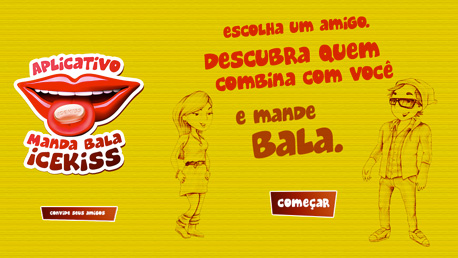 APLICATIVO
MANDA BALA
ICEKISS
CONVIDE SEUS AMIGOS
ESCOLHA UM AMIGO.
DESCUBRA QUEM
COMBINA COM VOCÊ
E MANDE
BALA.
COMEÇAR